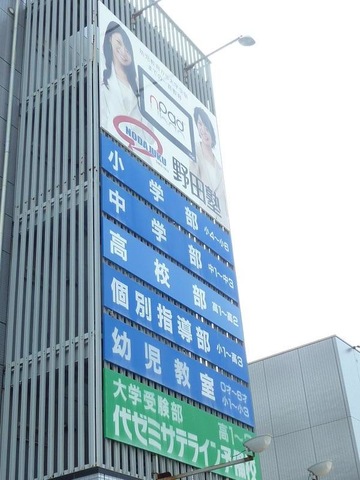 nega
NODAJUKU
野田塾
小学部 小4〜小6
中学部 中1〜中3
高校部 高1〜高2
個別指導部 小1〜高3
幼児教室 0才〜6才 小1〜小3
大学受験部 高1〜
代ゼミサテライン予備校